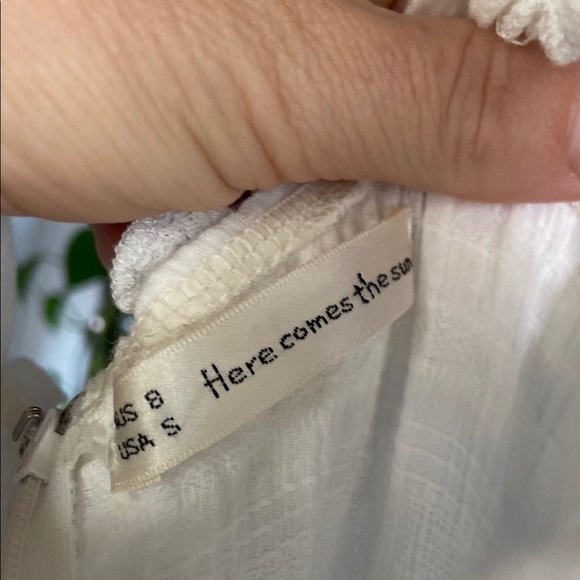 Here comes the sun
US 8
USA S